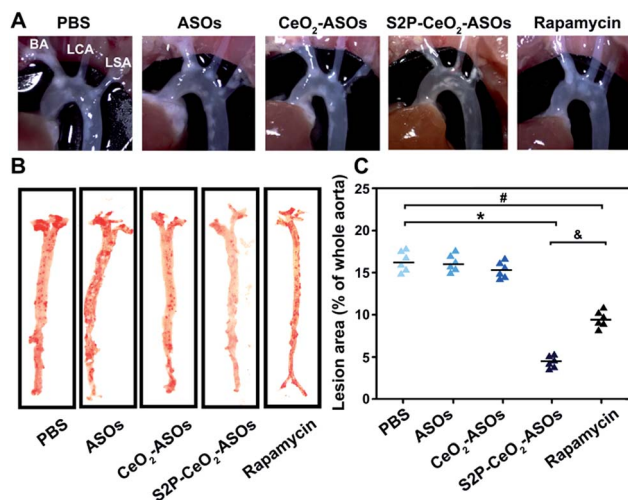 A
PBS
ASOs
CeO₂-ASOs
S2P-CeO₂-ASOs
Rapamycin
BA
LCA
LSA
B
PBS
ASOs
CeO₂-ASOs
S2P-CeO₂-ASOs
Rapamycin
C
Lesion area (% of whole aorta)
25
20
15
10
5
0
#
*
&
PBS
ASOs
CeO₂-ASOs
S2P-CeO₂-ASOs
Rapamycin